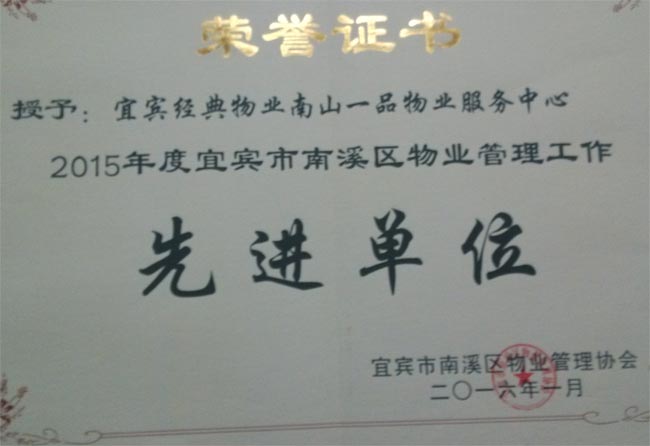 荣誉证书
授予：宜宾经典物业南山一品物业服务中心
2015年度宜宾市南溪区物业管理工作
先进单位
宜宾市南溪区物业管理协会
二〇一六年一月